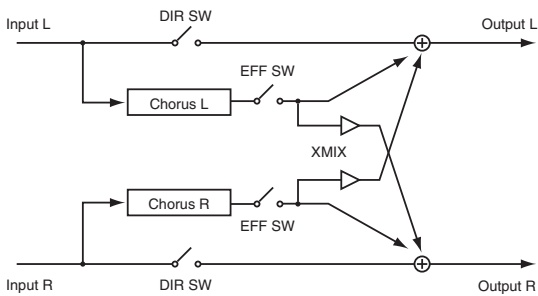 DIR SW
Input L
Output L
EFF SW
Chorus L
XMIX
Chorus R
EFF SW
Input R
DIR SW
Output R